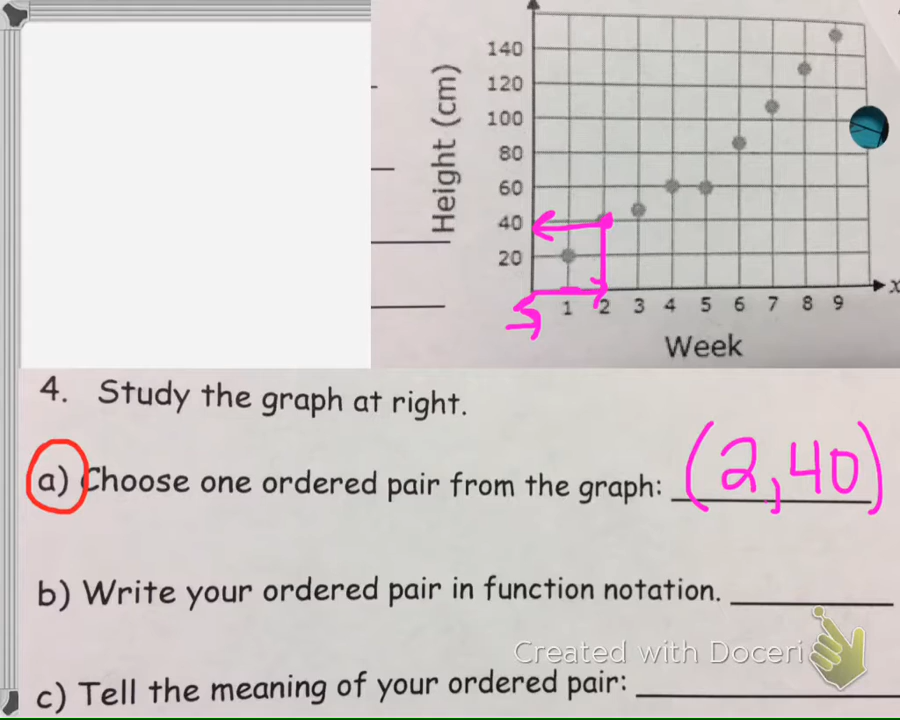 Height (cm)
140
120
100
80
60
40
20
1 2 3 4 5 6 7 8 9
x
Week
4. Study the graph at right.
a) Choose one ordered pair from the graph: (2,40)
b) Write your ordered pair in function notation.
Created with Doceri
c) Tell the meaning of your ordered pair: